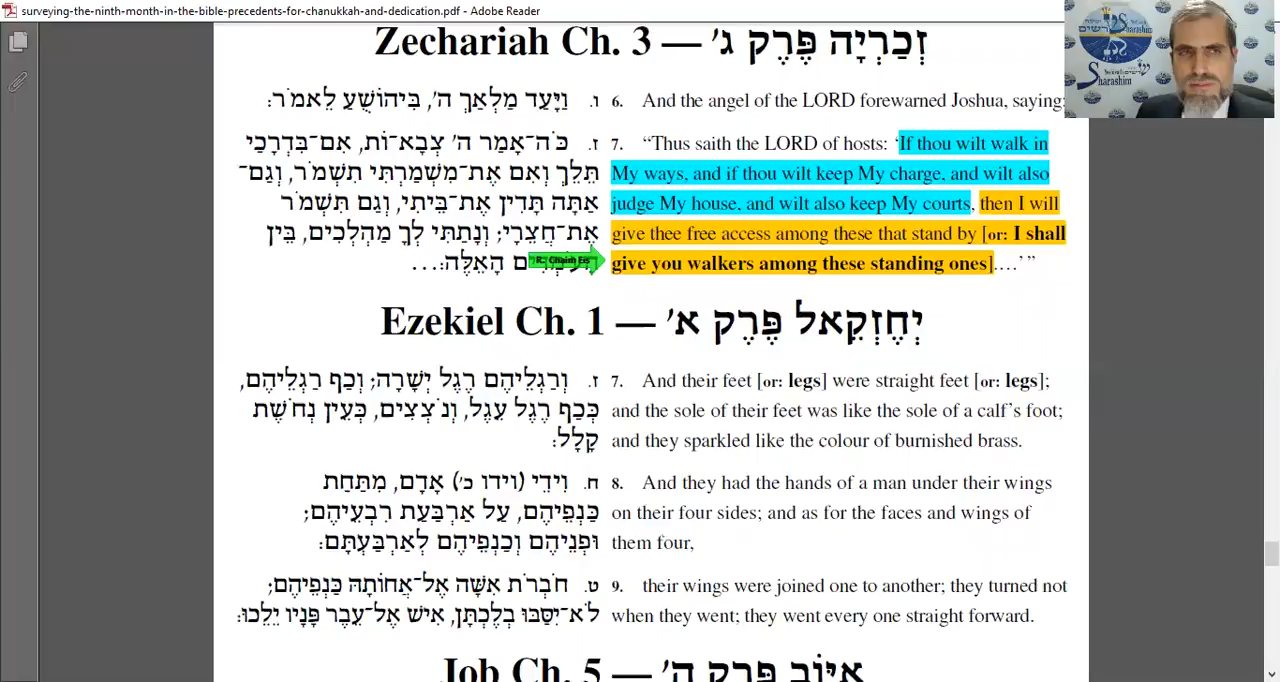 surveying-the-ninth-month-in-the-bible-precedents-for-chanukkah-and-dedication.pdf - Adobe Reader
Zechariah Ch. 3 — זְכַרְיָה פֶּרֶק ג׳
ו. וַיָּעַד מַלְאַךְ ה׳, בִּיהוֹשֻׁעַ לֵאמֹר:
6. And the angel of the LORD forewarned Joshua, saying:
ז. כֹּה־אָמַר ה׳ צְבָא־וֹת, אִם־בִּדְרָכַי
תֵּלֵךְ וְאִם אֶת־מִשְׁמַרְתִּי תִשְׁמֹר, וְגַם־
אַתָּה תָּדִין אֶת־בֵּיתִי, וְגַם תִּשְׁמֹר
אֶת־חֲצֵרָי; וְנָתַתִּי לְךָ מַהְלְכִים, בֵּין
הָאֵלֶּה:...
7. “Thus saith the LORD of hosts: ‘If thou wilt walk in
My ways, and if thou wilt keep My charge, and wilt also
judge My house, and wilt also keep My courts, then I will
give thee free access among these that stand by [or: I shall
give you walkers among these standing ones]....’”
R. Chaim Eis
Ezekiel Ch. 1 — יְחֶזְקֵאל פֶּרֶק א׳
ז. וְרַגְלֵיהֶם רֶגֶל יְשָׁרָה; וְכַף רַגְלֵיהֶם,
כְּכַף רֶגֶל עֵגֶל, וְנֹצְצִים, כְּעֵין נְחֹשֶׁת
קָלָל:
7. And their feet [or: legs] were straight feet [or: legs];
and the sole of their feet was like the sole of a calf’s foot;
and they sparkled like the colour of burnished brass.
ח. וִידֵי (וידו כ׳) אָדָם, מִתַּחַת
כַּנְפֵיהֶם, עַל אַרְבַּעַת רִבְעֵיהֶם;
וּפְנֵיהֶם וְכַנְפֵיהֶם לְאַרְבַּעְתָּם:
8. And they had the hands of a man under their wings
on their four sides; and as for the faces and wings of
them four,
ט. חֹבְרֹת אִשָּׁה אֶל־אֲחוֹתָהּ כַּנְפֵיהֶם;
לֹא־יִסַּבּוּ בְלֶכְתָּן, אִישׁ אֶל־עֵבֶר פָּנָיו יֵלֵכוּ:
9. their wings were joined one to another; they turned not
when they went; they went every one straight forward.
Job Ch. 5 — אִיּוֹב פֶּרֶק ה׳
Sharashim